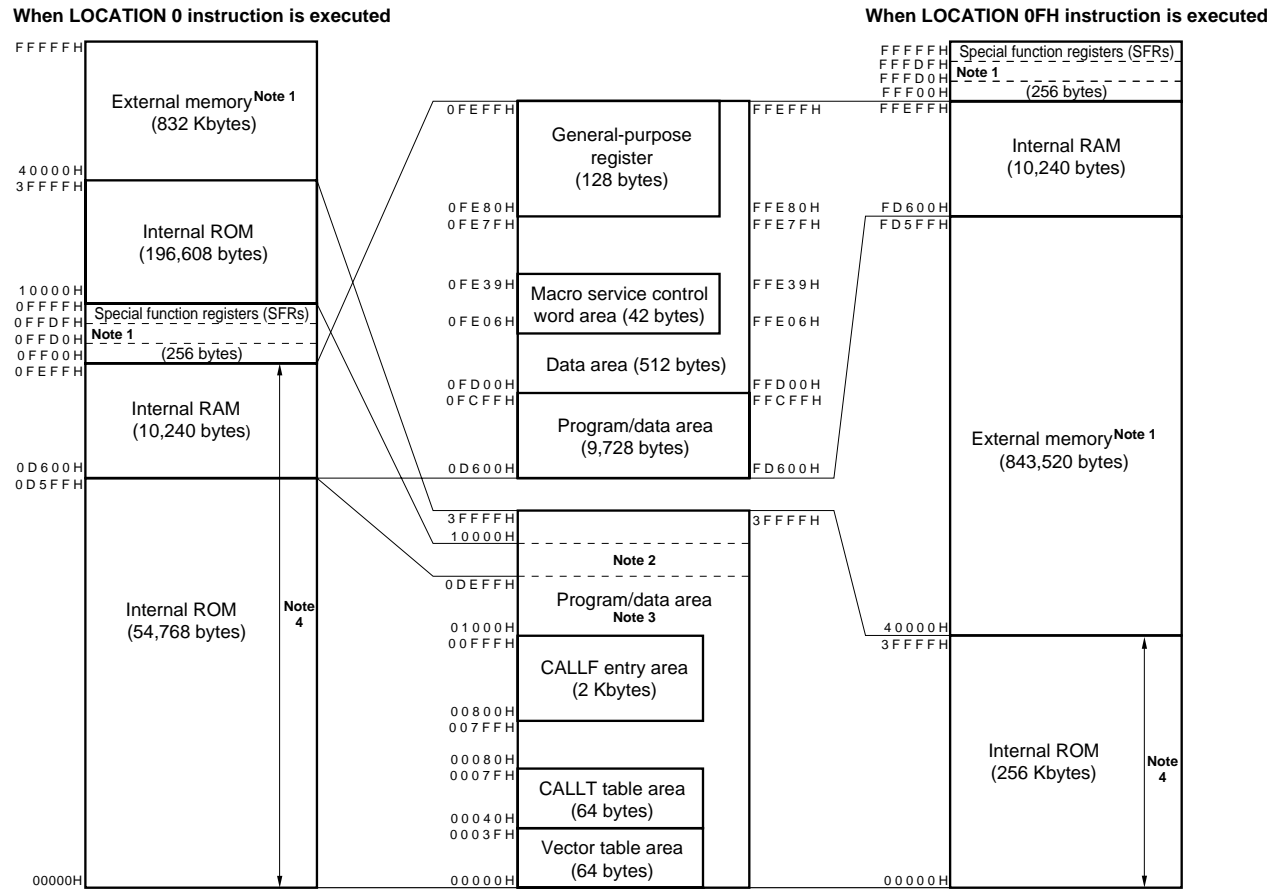 When LOCATION 0 instruction is executed
When LOCATION 0FH instruction is executed
FFFFFH
External memory Note 1
(832 Kbytes)
40000H
3FFFFH
Internal ROM
(196,608 bytes)
10000H
0FFFFH
Special function registers (SFRs)
0FFDFH
Note 1
0FFD0H
0FF00H
(256 bytes)
0FEFFH
Internal RAM
(10,240 bytes)
0D600H
0D5FFH
Internal ROM
(54,768 bytes)
Note
4
00000H
0FEFFH
FFEFFH
General-purpose
register
(128 bytes)
0FE80H
FFE80H
0FE7FH
FFE7FH
0FE39H
FFE39H
Macro service control
word area (42 bytes)
0FE06H
FFE06H
Data area (512 bytes)
0FD00H
FFD00H
0FCFFH
FFCFFH
Program/data area
(9,728 bytes)
0D600H
FD600H
3FFFFH
3FFFFH
10000H
Note 2
0DEFFH
Program/data area
Note 3
01000H
00FFFH
CALLF entry area
(2 Kbytes)
00800H
007FFH
00080H
0007FH
CALLT table area
(64 bytes)
00040H
0003FH
Vector table area
(64 bytes)
00000H
FFFFFH
Special function registers (SFRs)
FFFDFH
Note 1
FFFD0H
FFF00H
(256 bytes)
FFEFFH
Internal RAM
(10,240 bytes)
FD600H
FD5FFH
External memory Note 1
(843,520 bytes)
40000H
3FFFFH
Internal ROM
(256 Kbytes)
Note
4
00000H